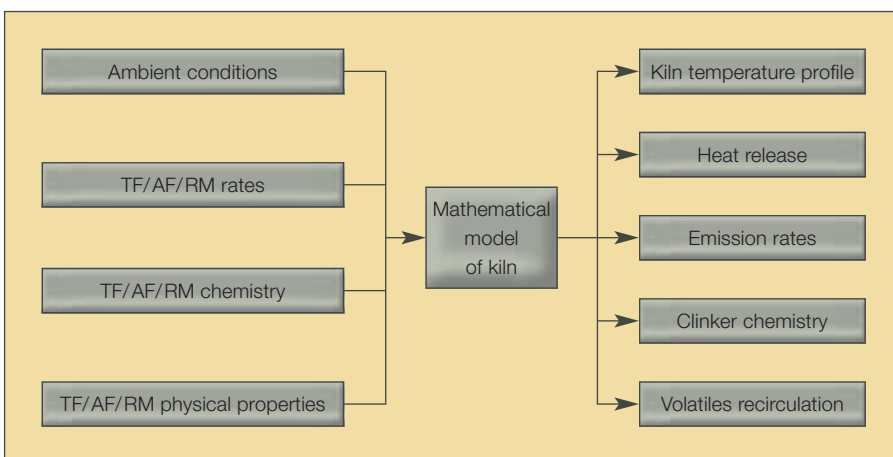 Ambient conditions
TF/AF/RM rates
TF/AF/RM chemistry
TF/AF/RM physical properties
Mathematical
model
of kiln
Kiln temperature profile
Heat release
Emission rates
Clinker chemistry
Volatiles recirculation